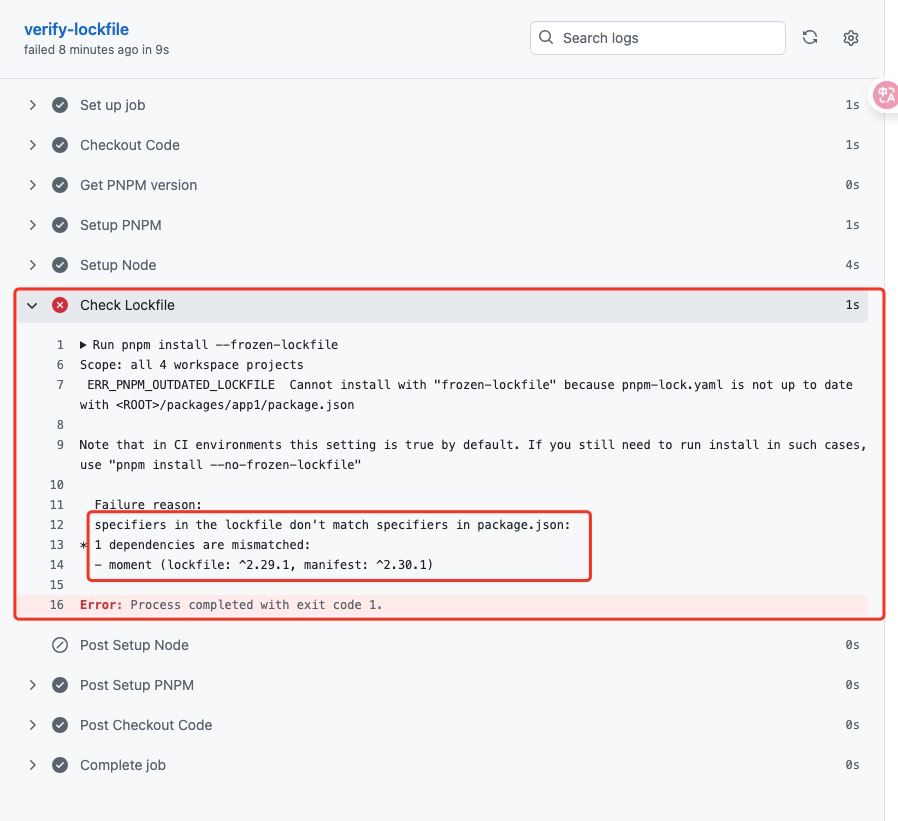 verify-lockfile
failed 8 minutes ago in 9s
Search logs
Set up job 1s
Checkout Code 1s
Get PNPM version 0s
Setup PNPM 1s
Setup Node 4s
Check Lockfile 1s
1 Run pnpm install --frozen-lockfile
6 Scope: all 4 workspace projects
7 ERR_PNPM_OUTDATED_LOCKFILE  Cannot install with "frozen-lockfile" because pnpm-lock.yaml is not up to date
with <ROOT>/packages/app1/package.json
8
9 Note that in CI environments this setting is true by default. If you still need to run install in such cases,
use "pnpm install --no-frozen-lockfile"
10
11 Failure reason:
12 specifiers in the lockfile don't match specifiers in package.json:
13 * 1 dependencies are mismatched:
14 - moment (lockfile: ^2.29.1, manifest: ^2.30.1)
15
16 Error: Process completed with exit code 1.
Post Setup Node 0s
Post Setup PNPM 0s
Post Checkout Code 0s
Complete job 0s
中A